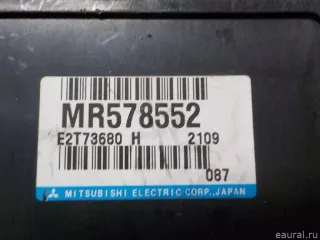 MR578552
E2T73680 H 2109
087
MITSUBISHI ELECTRIC CORP., JAPAN
eaural.ru